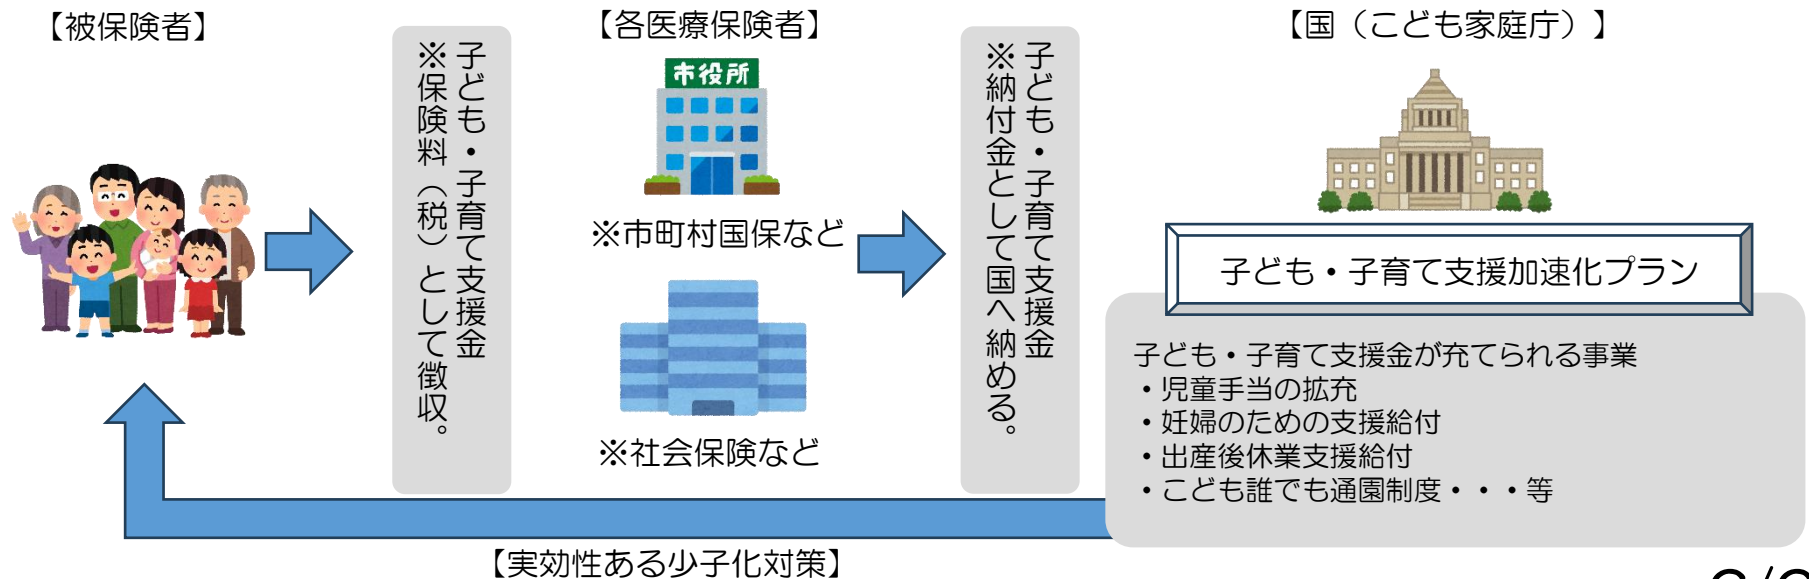 【被保険者】
子ども・子育て支援金
※保険料（税）として徴収。
【各医療保険者】
市役所
※市町村国保など
※社会保険など
子ども・子育て支援金
※納付金として国へ納める。
【国（こども家庭庁）】
子ども・子育て支援加速化プラン
子ども・子育て支援金が充てられる事業
・児童手当の拡充
・妊婦のための支援給付
・出産後休業支援給付
・こども誰でも通園制度・・・等
【実効性ある少子化対策】